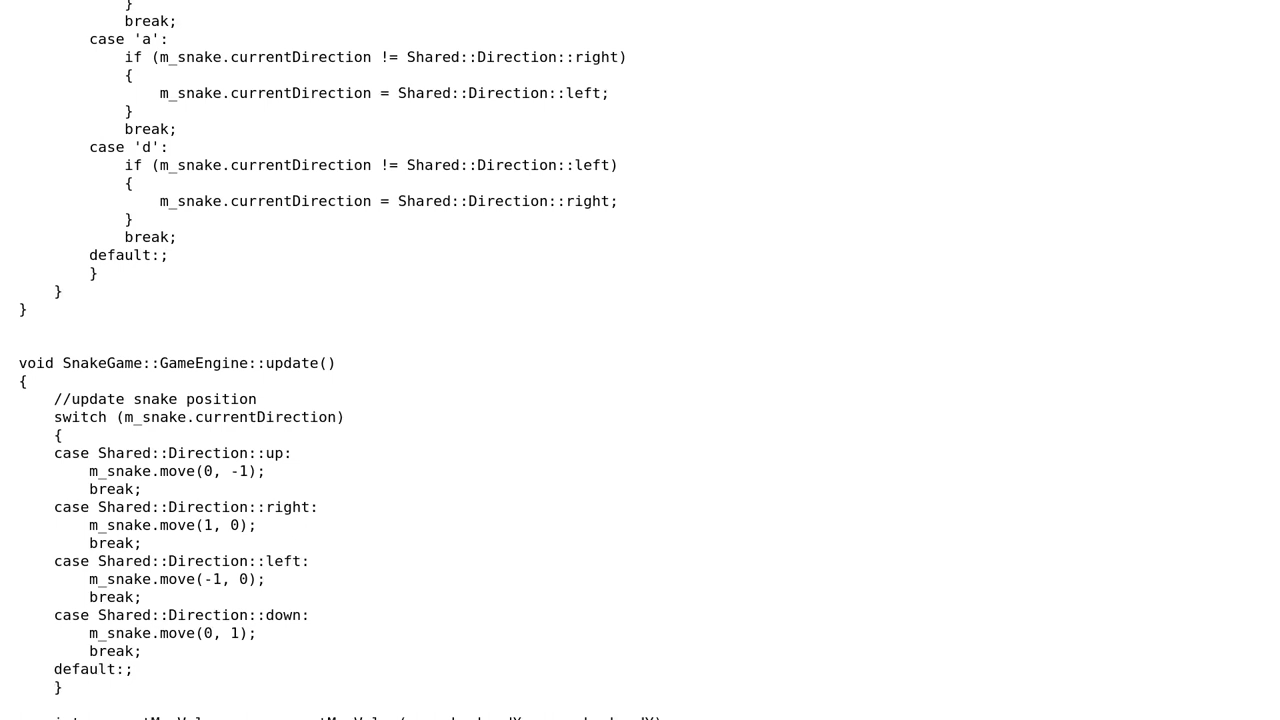 }
break;
case 'a':
if (m_snake.currentDirection != Shared::Direction::right)
{
m_snake.currentDirection = Shared::Direction::left;
}
break;
case 'd':
if (m_snake.currentDirection != Shared::Direction::left)
{
m_snake.currentDirection = Shared::Direction::right;
}
break;
default:;
}
}
}
void SnakeGame::GameEngine::update()
{
//update snake position
switch (m_snake.currentDirection)
{
case Shared::Direction::up:
m_snake.move(0, -1);
break;
case Shared::Direction::right:
m_snake.move(1, 0);
break;
case Shared::Direction::left:
m_snake.move(-1, 0);
break;
case Shared::Direction::down:
m_snake.move(0, 1);
break;
default:;
}